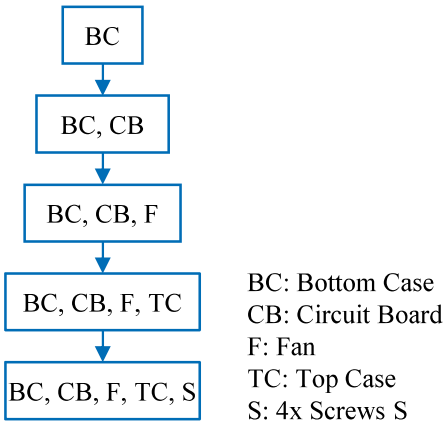 BC
BC, CB
BC, CB, F
BC, CB, F, TC
BC, CB, F, TC, S
BC: Bottom Case
CB: Circuit Board
F: Fan
TC: Top Case
S: 4x Screws S